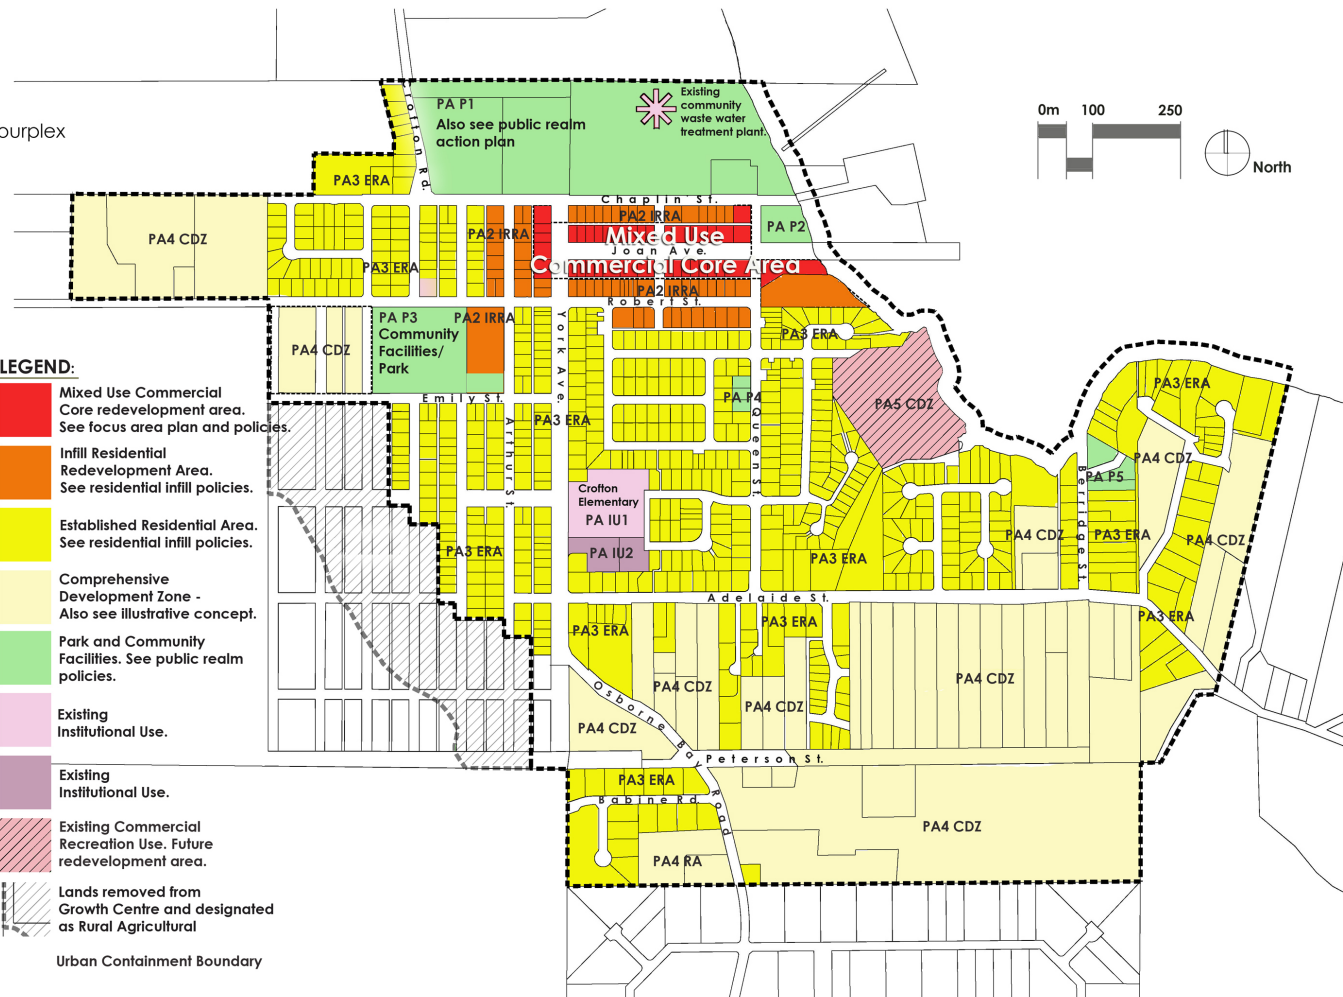 ourplex
PA P1
Also see public realm
action plan
Existing
community
waste water
treatment plant.
0m 100 250
North
Crofton Rd.
PA3 ERA
Chaplin St.
PA4 CDZ
PA2 IRRA
PA2 IRRA
PA P2
Mixed Use
Joan Ave.
Commercial Core Area
PA3 ERA
PA2 IRRA
Robert St.
PA P3
Community
Facilities/
Park
PA2 IRRA
PA4 CDZ
York Ave.
PA3 ERA
Emily St.
PA P4
Queen St.
PA5 CDZ
PA3 ERA
PA3 ERA
Arthur St.
PA4 CDZ
PA P5
Berridge St.
Crofton
Elementary
PA IU1
PA IU2
PA3 ERA
PA3 ERA
PA4 CDZ
PA3 ERA
PA4 CDZ
Adelaide St.
PA3 ERA
PA3 ERA
PA3 ERA
PA4 CDZ
PA4 CDZ
PA4 CDZ
PA4 CDZ
Osborne Bay Road
Peterson St.
PA3 ERA
Babine Rd.
PA4 CDZ
PA4 RA
LEGEND:
Mixed Use Commercial
Core redevelopment area.
See focus area plan and policies.
Infill Residential
Redevelopment Area.
See residential infill policies.
Established Residential Area.
See residential infill policies.
Comprehensive
Development Zone -
Also see illustrative concept.
Park and Community
Facilities. See public realm
policies.
Existing
Institutional Use.
Existing
Institutional Use.
Existing Commercial
Recreation Use. Future
redevelopment area.
Lands removed from
Growth Centre and designated
as Rural Agricultural
Urban Containment Boundary